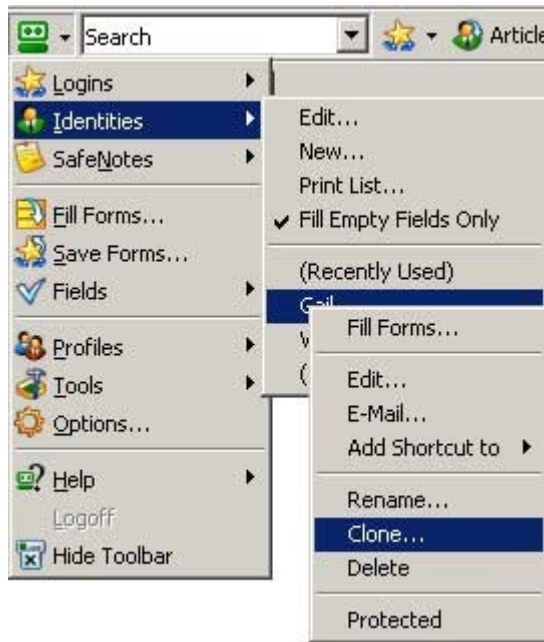 Search
Article
Logins
Identities
SafeNotes
Fill Forms...
Save Forms...
Fields
Profiles
Tools
Options...
Help
Logoff
Hide Toolbar
Edit...
New...
Print List...
Fill Empty Fields Only
(Recently Used)
Gail
Fill Forms...
Edit...
E-Mail...
Add Shortcut to
Rename...
Clone...
Delete
Protected